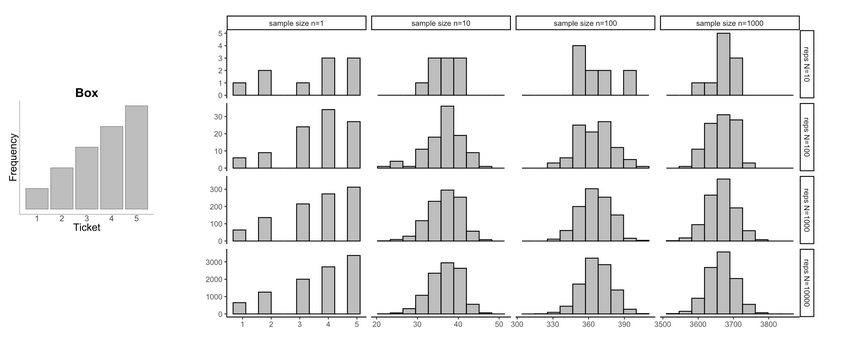 Box
Frequency
1 2 3 4 5
Ticket
sample size n=1 sample size n=10 sample size n=100 sample size n=1000
5
4
3
2
1
0
reps N=10
30
20
10
0
reps N=100
300
200
100
0
reps N=1000
3000
2000
1000
0
reps N=10000
1 2 3 4 5 20 30 40 50 300 330 360 390 3500 3600 3700 3800